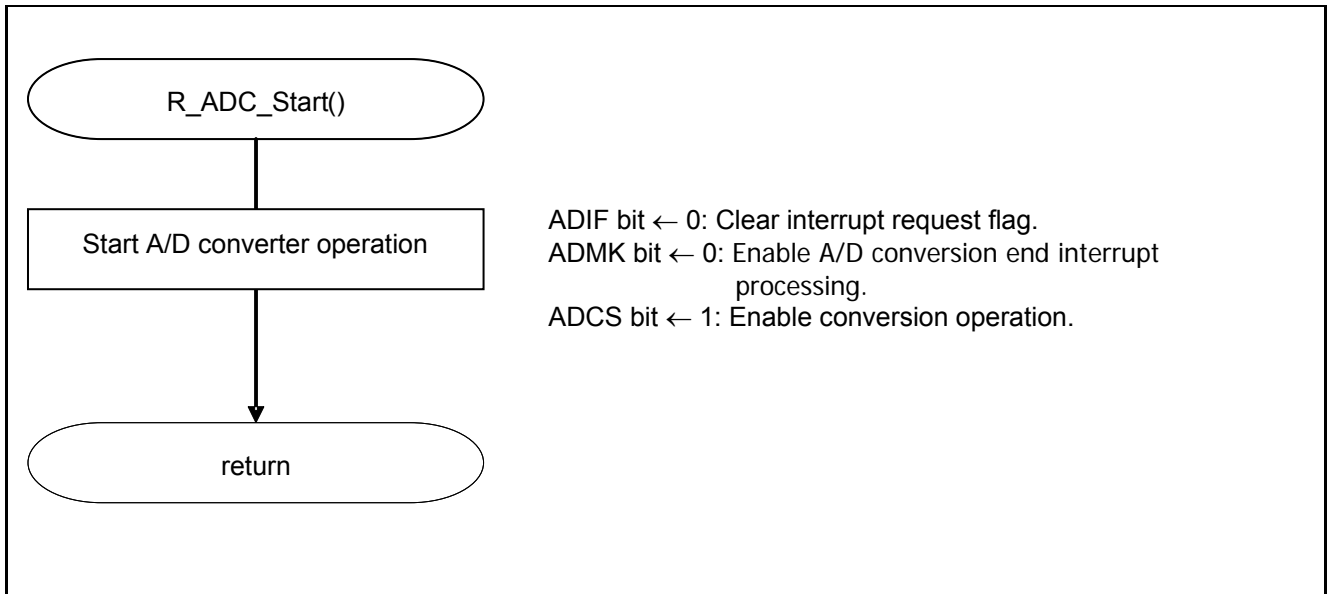 R_ADC_Start()
Start A/D converter operation
ADIF bit ← 0: Clear interrupt request flag.
ADMK bit ← 0: Enable A/D conversion end interrupt
processing.
ADCS bit ← 1: Enable conversion operation.
return